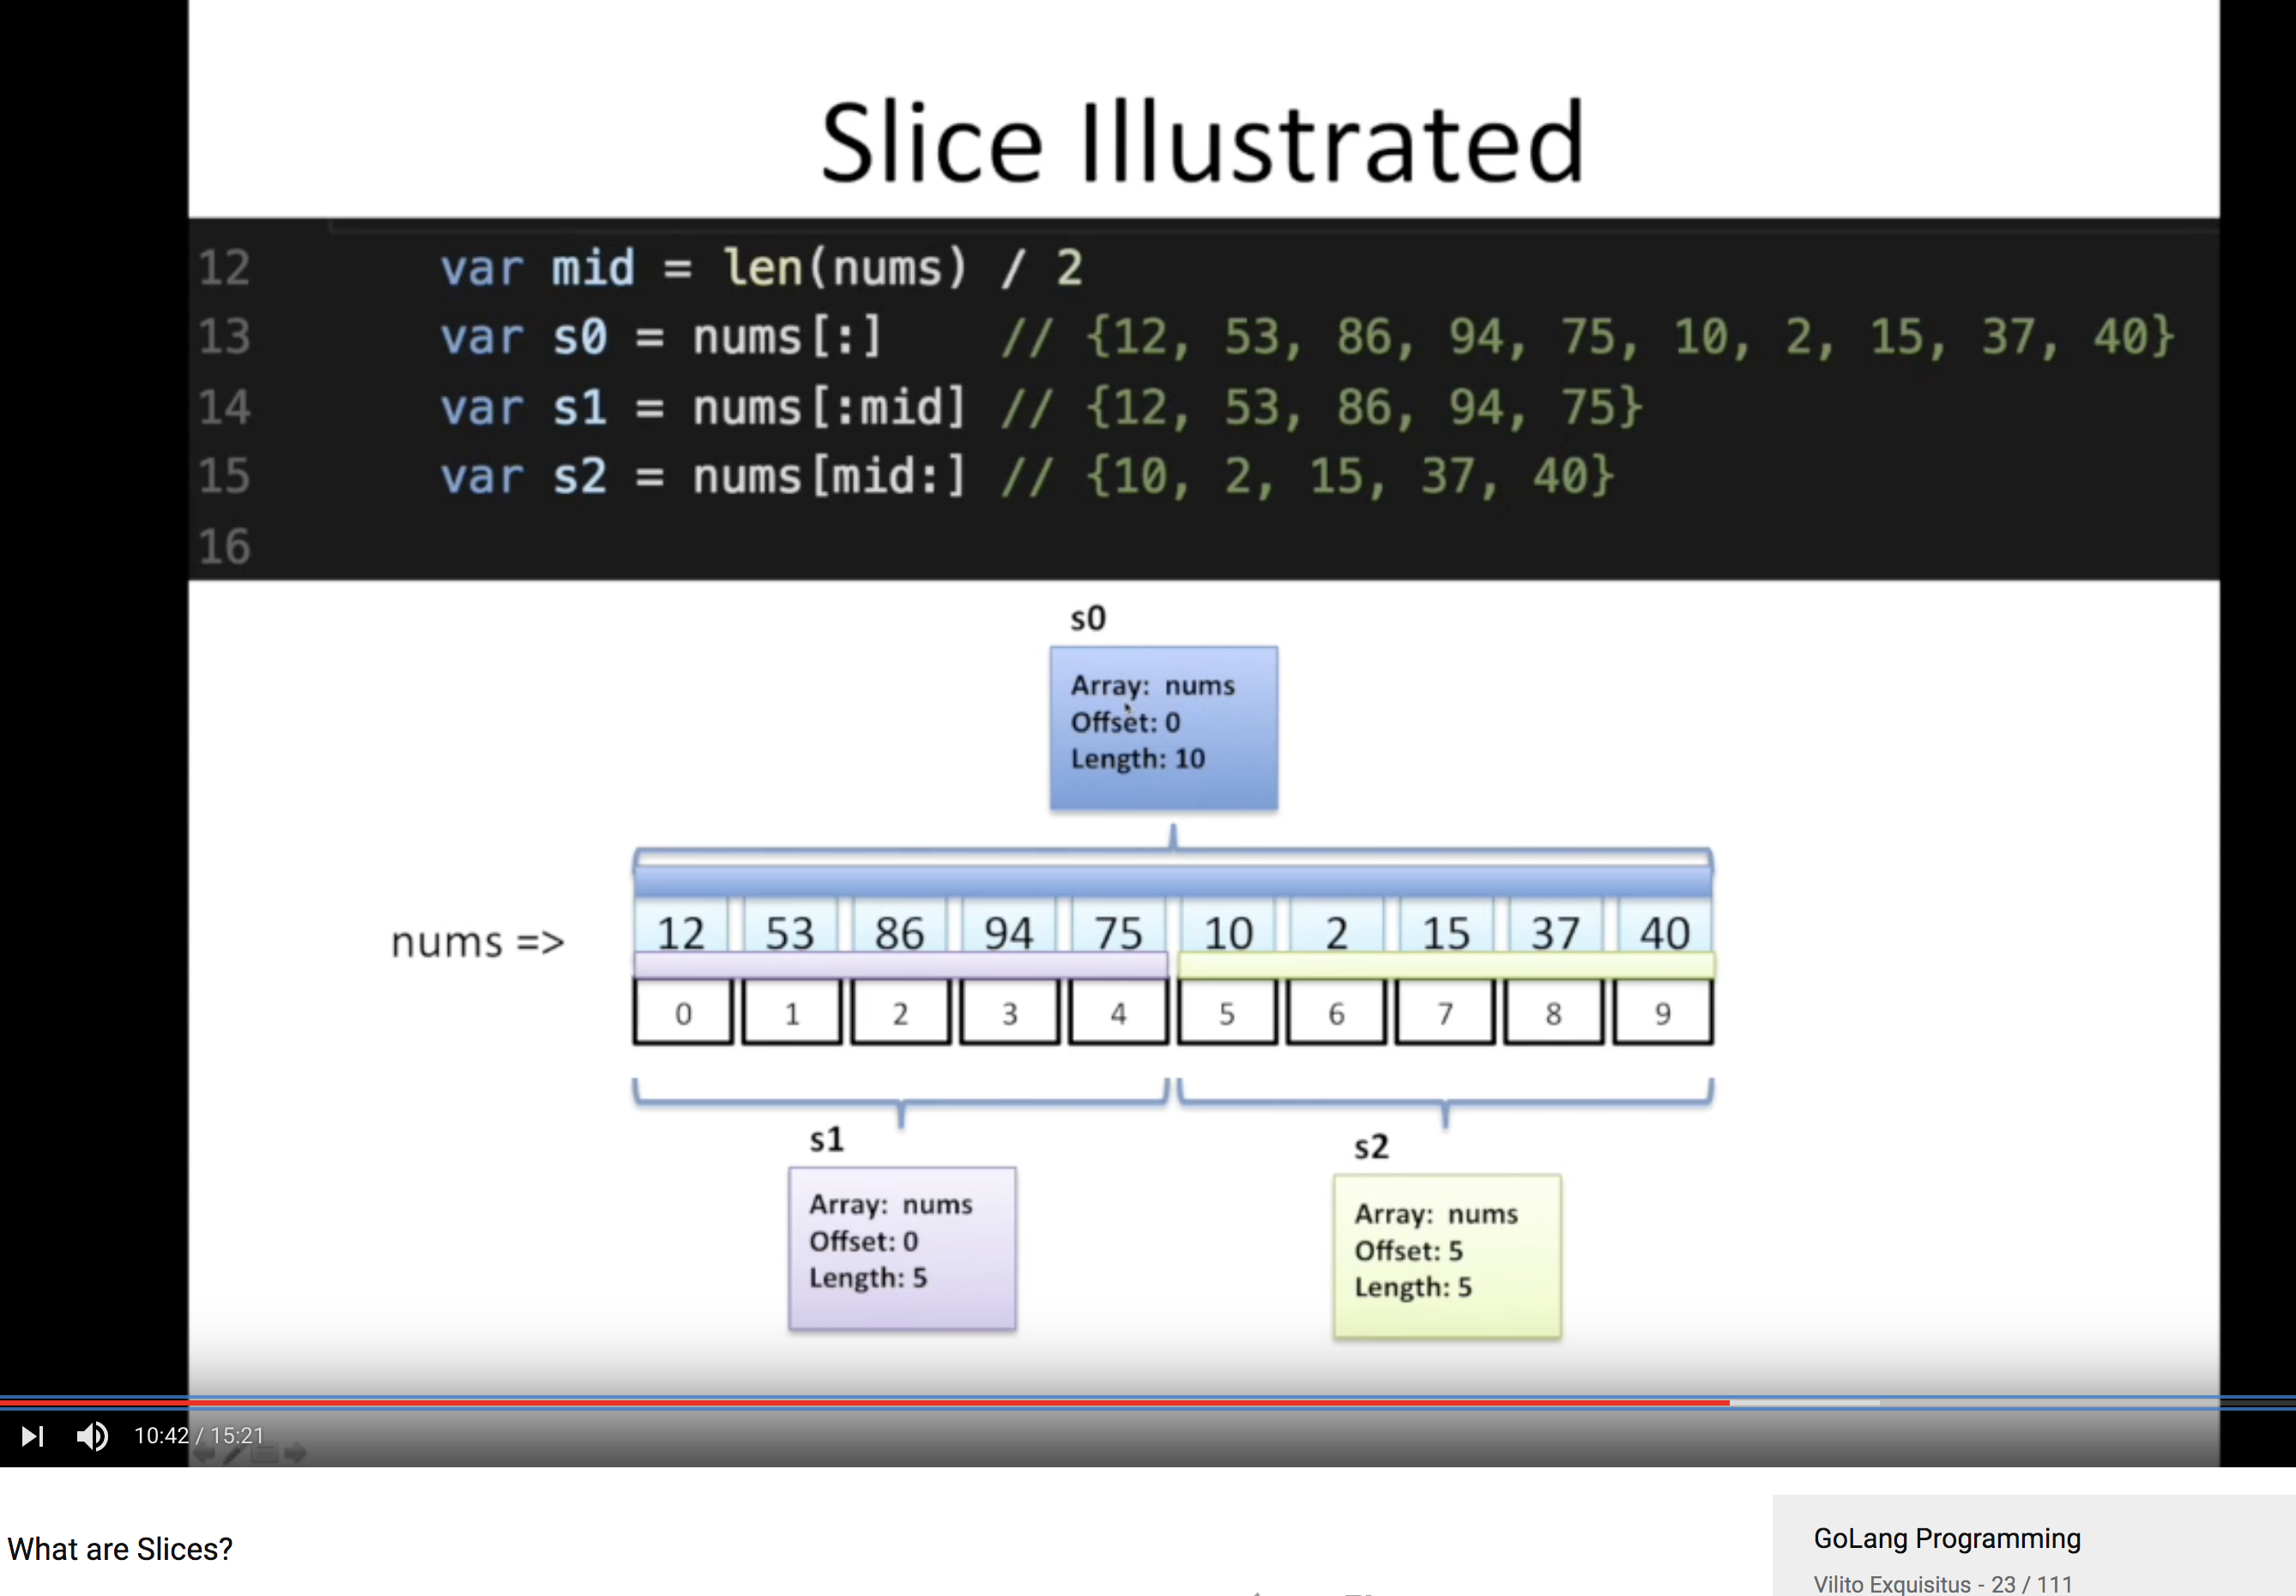 Slice Illustrated
12 var mid = len(nums) / 2
13 var s0 = nums[:] // {12, 53, 86, 94, 75, 10, 2, 15, 37, 40}
14 var s1 = nums[:mid] // {12, 53, 86, 94, 75}
15 var s2 = nums[mid:] // {10, 2, 15, 37, 40}
16
s0
Array: nums
Offset: 0
Length: 10
nums => 12 53 86 94 75 10 2 15 37 40
0 1 2 3 4 5 6 7 8 9
s1
Array: nums
Offset: 0
Length: 5
s2
Array: nums
Offset: 5
Length: 5
10:42 / 15:21
What are Slices?
GoLang Programming
Vilito Exquisitus - 23 / 111